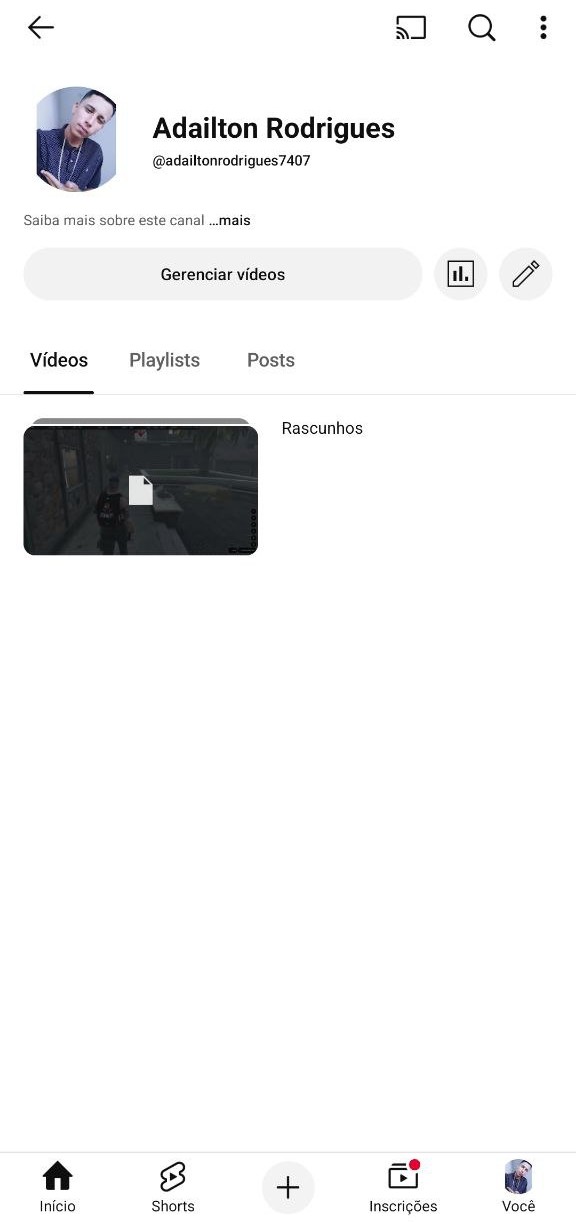 Adailton Rodrigues
@adailtonrodrigues7407
Saiba mais sobre este canal ...mais
Gerenciar vídeos
Vídeos Playlists Posts
Rascunhos
Início Shorts Inscrições Você